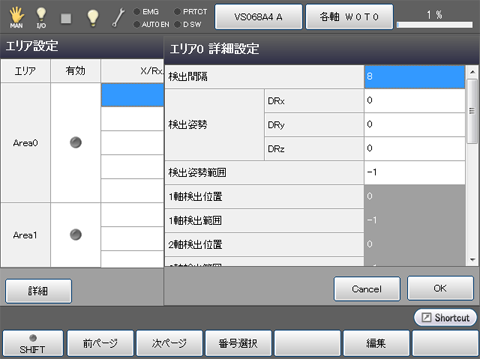 MAN
I/O
EMG
AUTO EN
PRTCT
D SW
VS068A4 A
各軸 W0T0
1 %
エリア設定
エリア0 詳細設定
エリア
有効
X/Rx
Area0
Area1
検出間隔
8
検出姿勢
DRx
0
DRy
0
DRz
0
検出姿勢範囲
-1
1軸検出位置
0
1軸検出範囲
-1
2軸検出位置
0
詳細
Cancel
OK
Shortcut
SHIFT
前ページ
次ページ
番号選択
編集